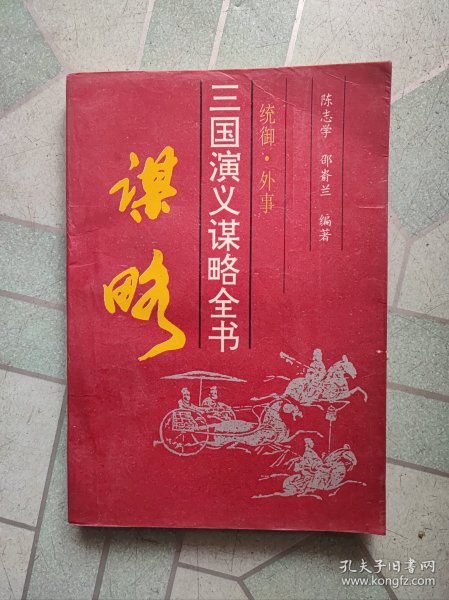 陈志学 邵崤兰 编著
统御·外事
三国演义谋略全书
谋略
孔夫子旧书网
www.kongfz.com